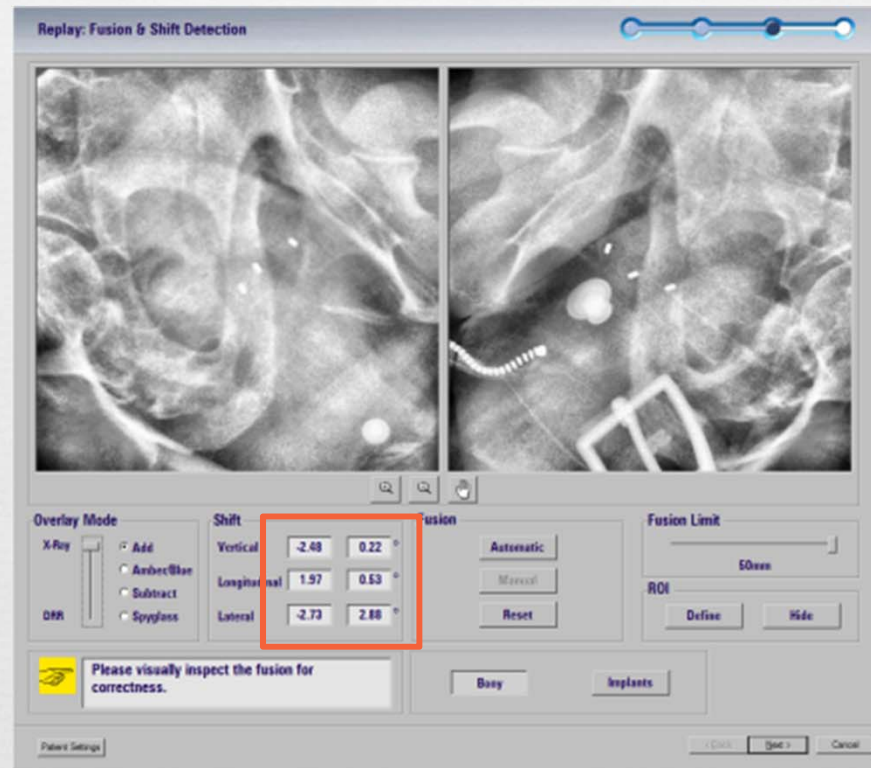 Replay: Fusion & Shift Detection
Overlay Mode
X-Ray
DRR
Add
Amber/Blue
Subtract
Spyglass
Shift
Vertical -2.48 0.22 °
Longitudinal 1.97 0.53 °
Lateral -2.73 2.88 °
Fusion
Automatic
Manual
Reset
Fusion Limit
50mm
ROI
Define Hide
Please visually inspect the fusion for
correctness.
Bony Implants
Patient Settings
< Back Next > Cancel